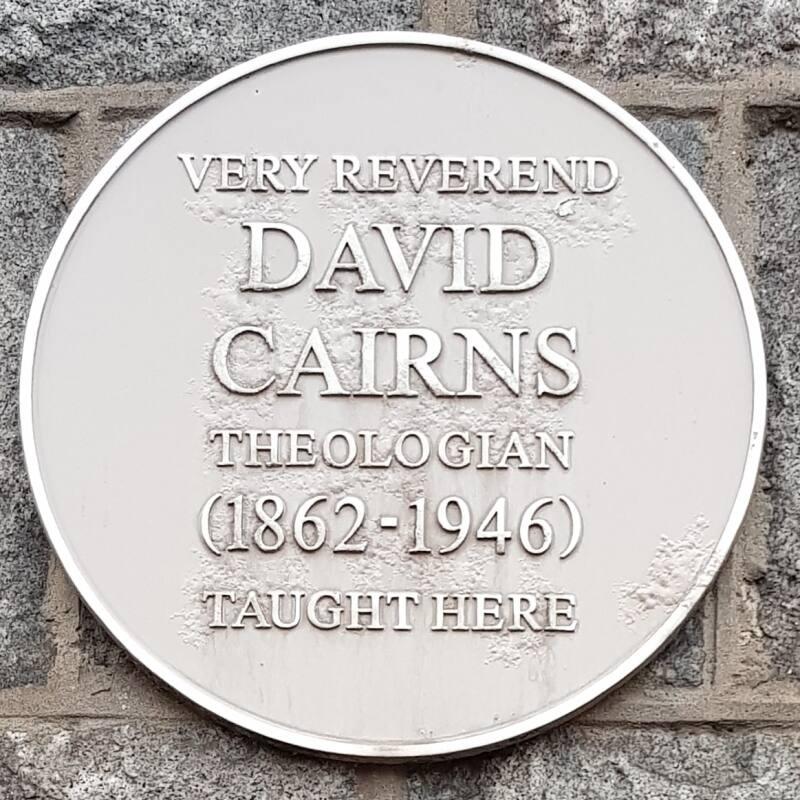 VERY REVEREND
DAVID
CAIRNS
THEOLOGIAN
(1862-1946)
TAUGHT HERE